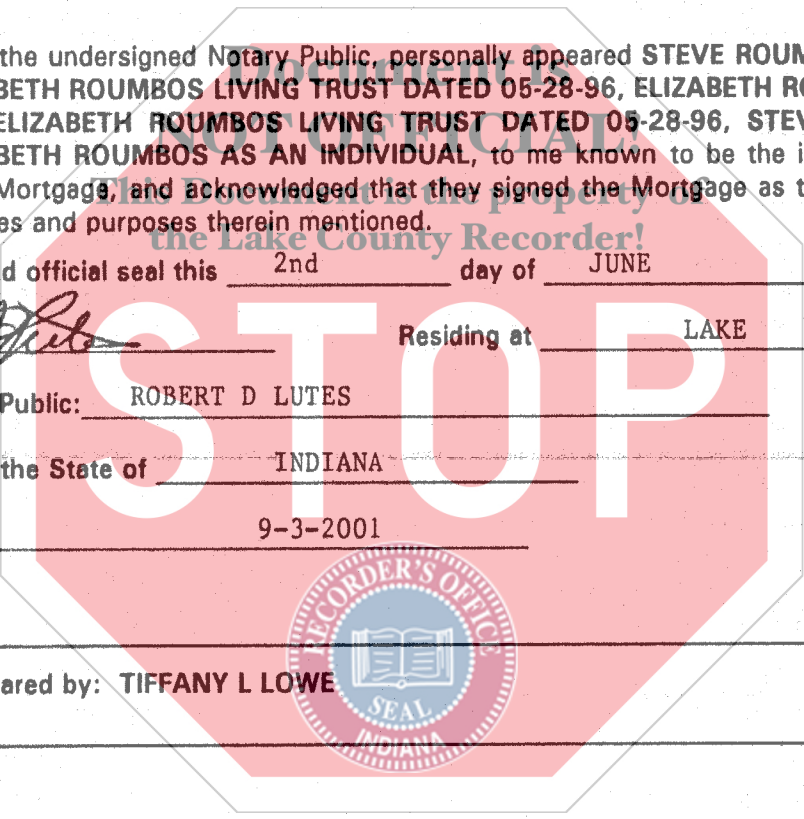 the undersigned Notary Public, personally appeared STEVE ROUM
BETH ROUMBOS LIVING TRUST DATED 05-28-96, ELIZABETH RO
ELIZABETH ROUMBOS LIVING TRUST DATED 05-28-96, STEV
BETH ROUMBOS AS AN INDIVIDUAL, to me known to be the i
Mortgage, and acknowledged that they signed the Mortgage as t
es and purposes therein mentioned.
Document is
NOT OFFICIAL!
This Document is the property of
the Lake County Recorder!
d official seal this 2nd day of JUNE
Residing at LAKE
STOP
Public: ROBERT D LUTES
the State of INDIANA
9-3-2001
RECORDER'S OFFICE
SEAL
INDIANA
ared by: TIFFANY L LOWE